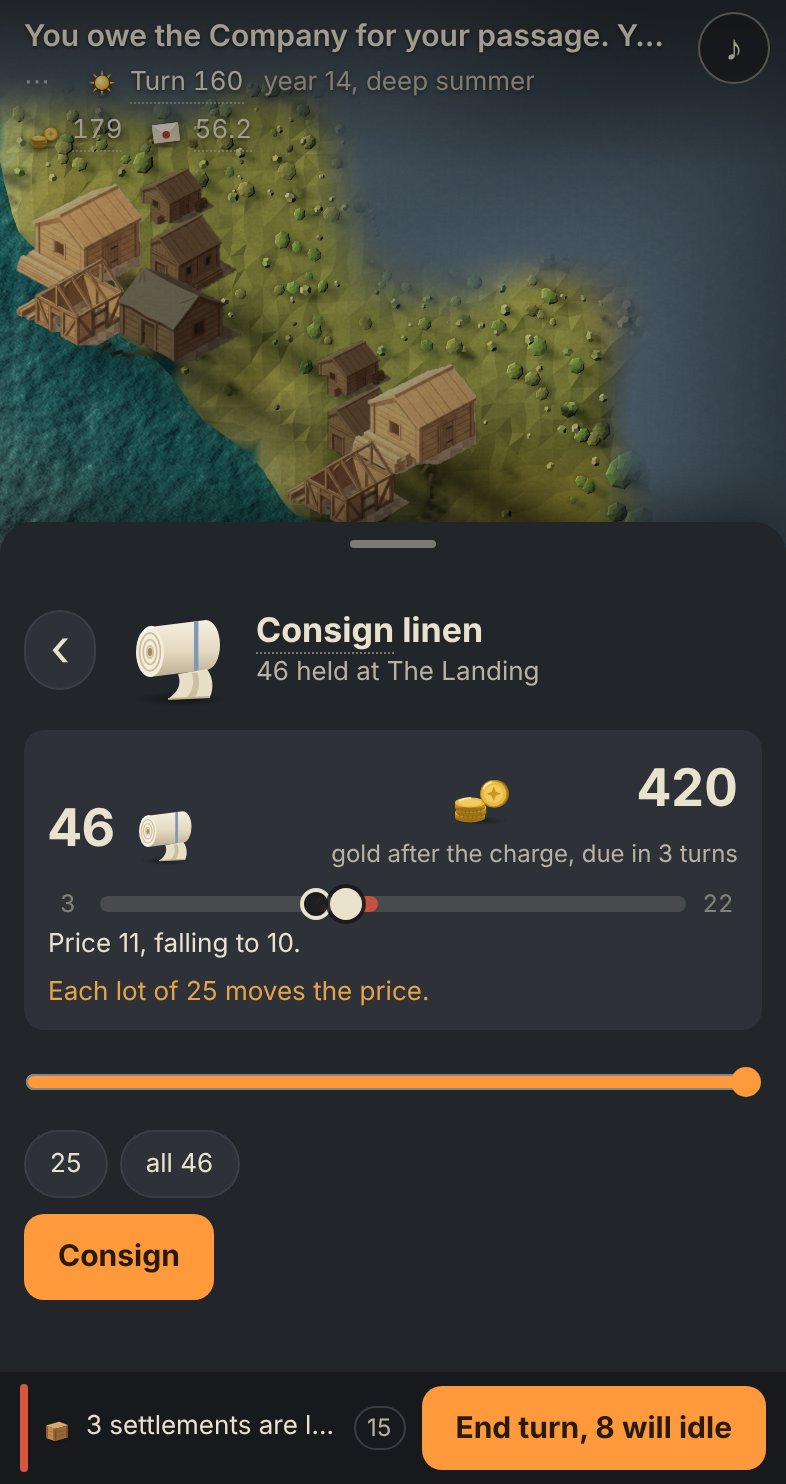 You owe the Company for your passage. Y...
... Turn 160 year 14, deep summer
179 56.2
Consign linen
46 held at The Landing
46
420
gold after the charge, due in 3 turns
3 22
Price 11, falling to 10.
Each lot of 25 moves the price.
25 all 46
Consign
3 settlements are l... 15 End turn, 8 will idle